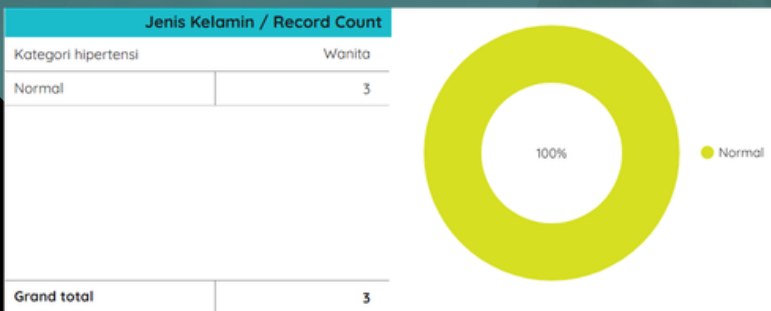 Jenis Kelamin / Record Count
Kategori hipertensi Wanita
Normal 3
Grand total 3
100%
Normal